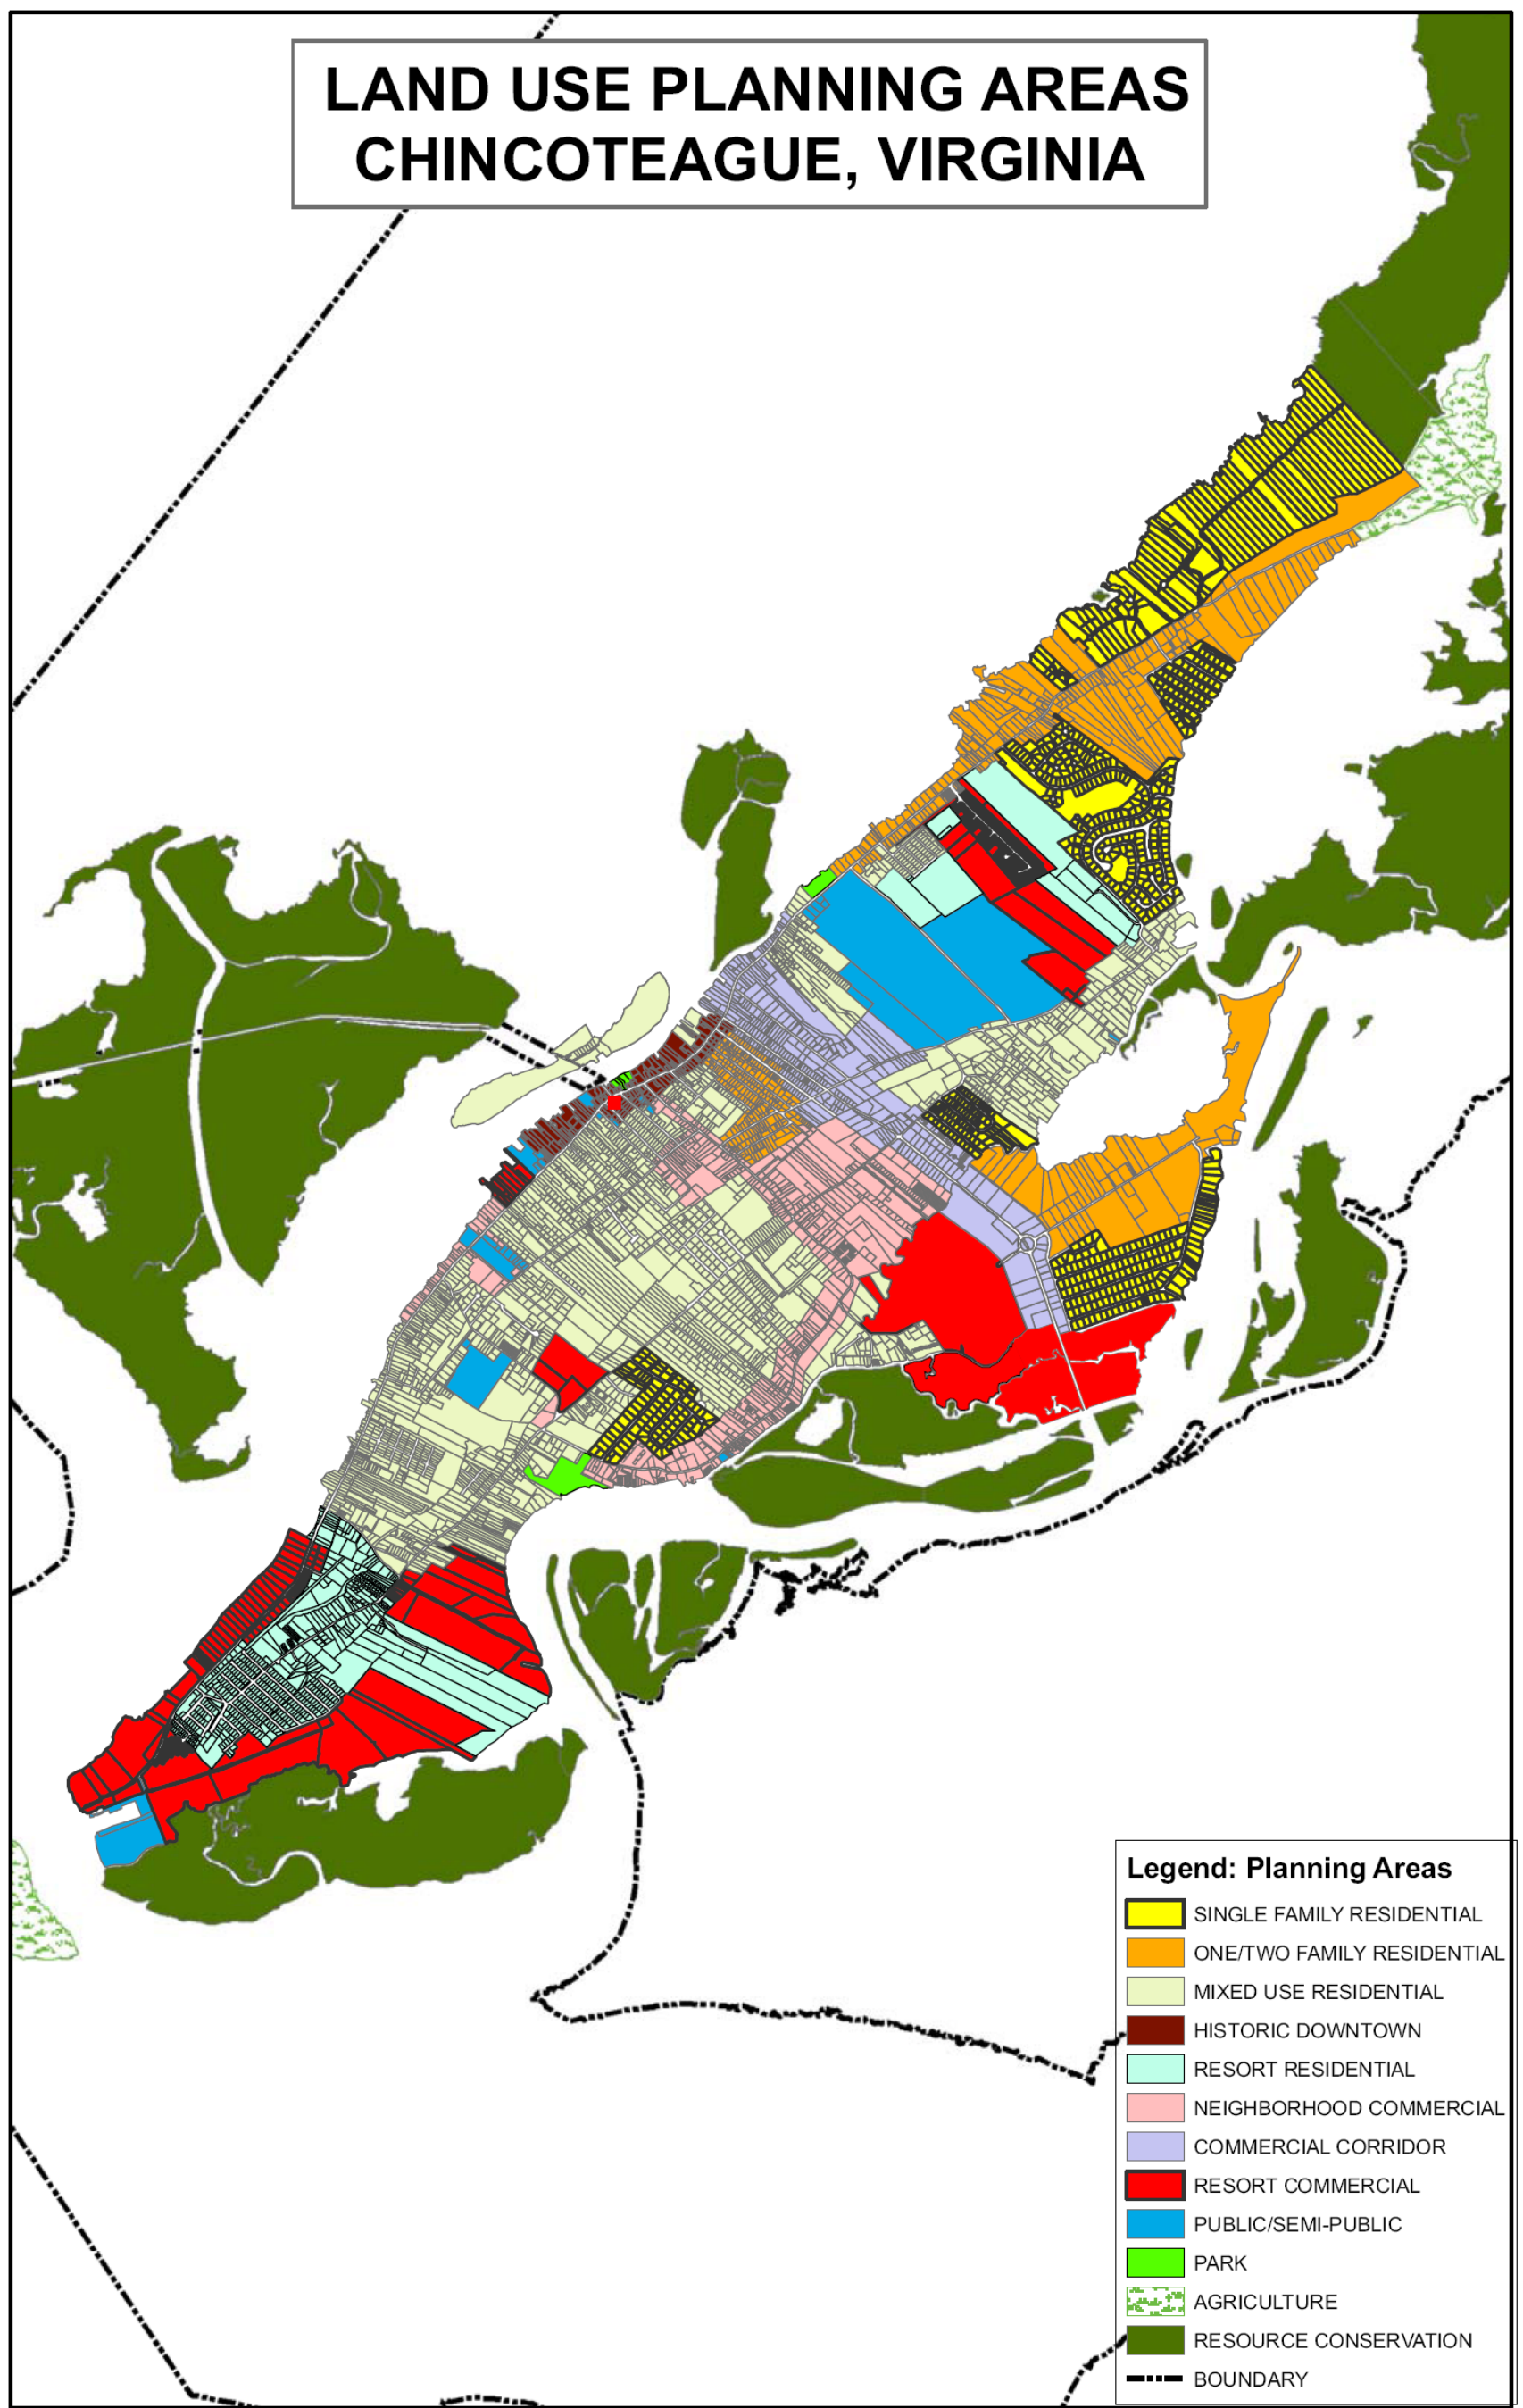 LAND USE PLANNING AREAS
CHINCOTEAGUE, VIRGINIA
Legend: Planning Areas
SINGLE FAMILY RESIDENTIAL
ONE/TWO FAMILY RESIDENTIAL
MIXED USE RESIDENTIAL
HISTORIC DOWNTOWN
RESORT RESIDENTIAL
NEIGHBORHOOD COMMERCIAL
COMMERCIAL CORRIDOR
RESORT COMMERCIAL
PUBLIC/SEMI-PUBLIC
PARK
AGRICULTURE
RESOURCE CONSERVATION
BOUNDARY